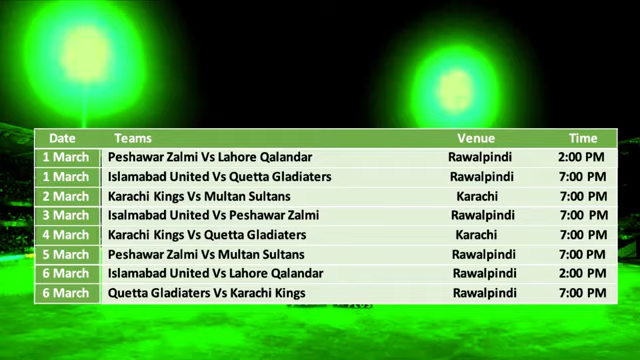 Date Teams Venue Time
1 March Peshawar Zalmi Vs Lahore Qalandar Rawalpindi 2:00 PM
1 March Islamabad United Vs Quetta Gladiaters Rawalpindi 7:00 PM
2 March Karachi Kings Vs Multan Sultans Karachi 7:00 PM
3 March Isalmabad United Vs Peshawar Zalmi Rawalpindi 7:00 PM
4 March Karachi Kings Vs Quetta Gladiaters Karachi 7:00 PM
5 March Peshawar Zalmi Vs Multan Sultans Rawalpindi 7:00 PM
6 March Islamabad United Vs Lahore Qalandar Rawalpindi 2:00 PM
6 March Quetta Gladiaters Vs Karachi Kings Rawalpindi 7:00 PM